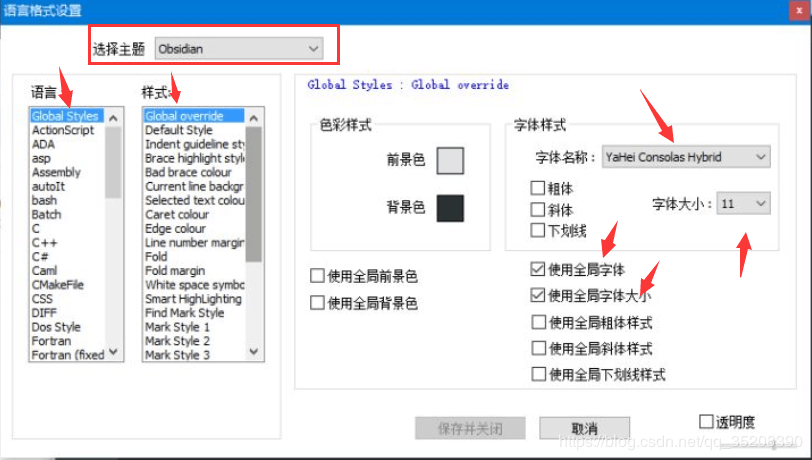 语言格式设置
x
选择主题 Obsidian
语言
Global Styles
ActionScript
ADA
asp
Assembly
autoIt
bash
Batch
C
C++
C#
Caml
CMakeFile
CSS
DIFF
Dos Style
Fortran
Fortran (fixed
样式:
Global override
Default Style
Indent guideline sty
Brace highlight style
Bad brace colour
Current line backgr
Selected text colou
Caret colour
Edge colour
Line number margin
Fold
Fold margin
White space symbo
Smart HighLighting
Find Mark Style
Mark Style 1
Mark Style 2
Mark Style 3
Global Styles : Global override
色彩样式
前景色
背景色
使用全局前景色
使用全局背景色
字体样式
字体名称： YaHei Consolas Hybrid
粗体
斜体
下划线
字体大小： 11
使用全局字体
使用全局字体大小
使用全局粗体样式
使用全局斜体样式
使用全局下划线样式
保存并关闭
取消
透明度